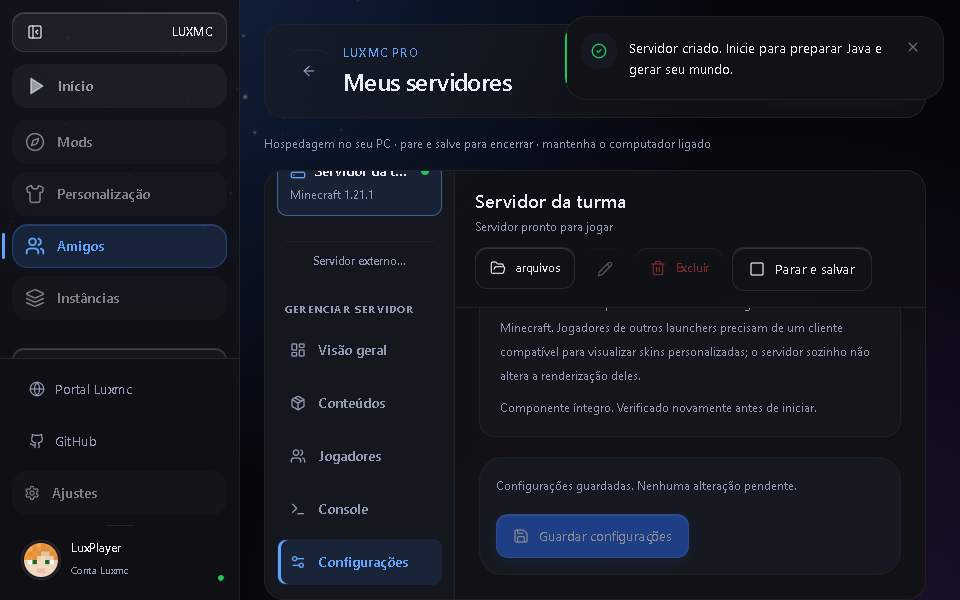 LUXMC
Início
Mods
Personalização
Amigos
Instâncias
Portal Luxmc
GitHub
Ajustes
LuxPlayer
Conta Luxmc
LUXMC PRO
Meus servidores
Servidor criado. Inicie para preparar Java e
gerar seu mundo.
Hospedagem no seu PC · pare e salve para encerrar · mantenha o computador ligado
Servidor da t...
Minecraft 1.21.1
Servidor externo...
GERENCIAR SERVIDOR
Visão geral
Conteúdos
Jogadores
Console
Configurações
Servidor da turma
Servidor pronto para jogar
arquivos
Excluir
Parar e salvar
Minecraft. Jogadores de outros launchers precisam de um cliente
compatível para visualizar skins personalizadas; o servidor sozinho não
altera a renderização deles.
Componente íntegro. Verificado novamente antes de iniciar.
Configurações guardadas. Nenhuma alteração pendente.
Guardar configurações